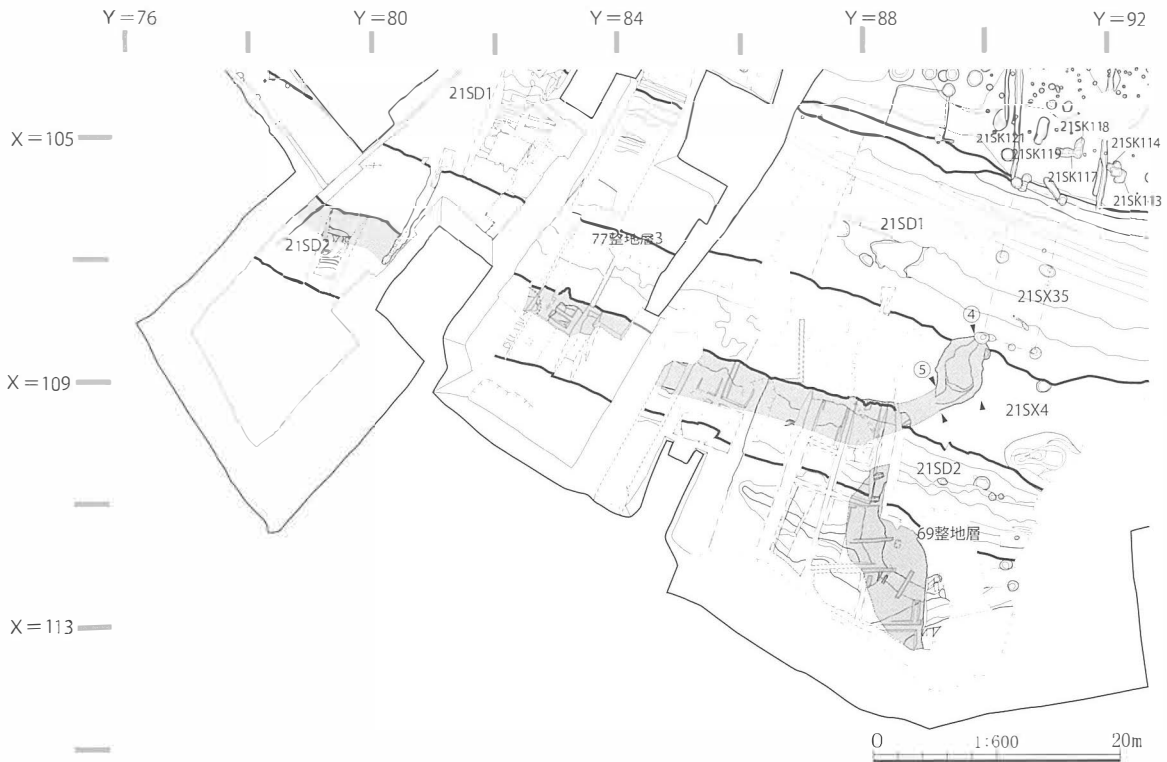 Y=76
Y=80
Y=84
Y=88
Y=92
21SD1
X=105
21SK121
21SK118
21SK114
21SK119
21SK117
21SK113
21SD2
77整地層3
21SD1
21SX35
④
⑤
X=109
21SX4
21SD2
69整地層
X=113
0
1:600
20m